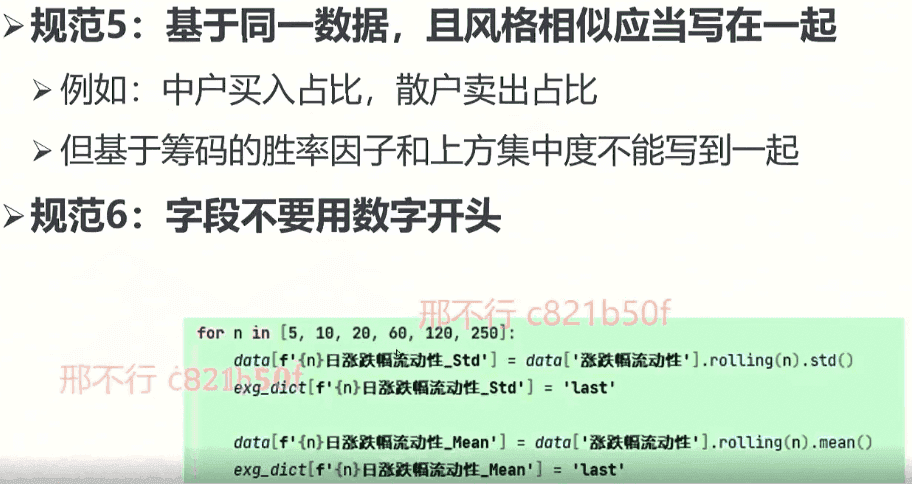 ➢规范5：基于同一数据，且风格相似应当写在一起
➢例如：中户买入占比，散户卖出占比
➢但基于筹码的胜率因子和上方集中度不能写到一起
➢规范6：字段不要用数字开头
邢不行 c821b50f
for n in [5, 10, 20, 60, 120, 250]:
data[f'{n}日涨跌幅流动性_Std'] = data['涨跌幅流动性'].rolling(n).std()
邢不行 c821b50f
exg_dict[f'{n}日涨跌幅流动性_Std'] = 'last'
data[f'{n}日涨跌幅流动性_Mean'] = data['涨跌幅流动性'].rolling(n).mean()
exg_dict[f'{n}日涨跌幅流动性_Mean'] = 'last'